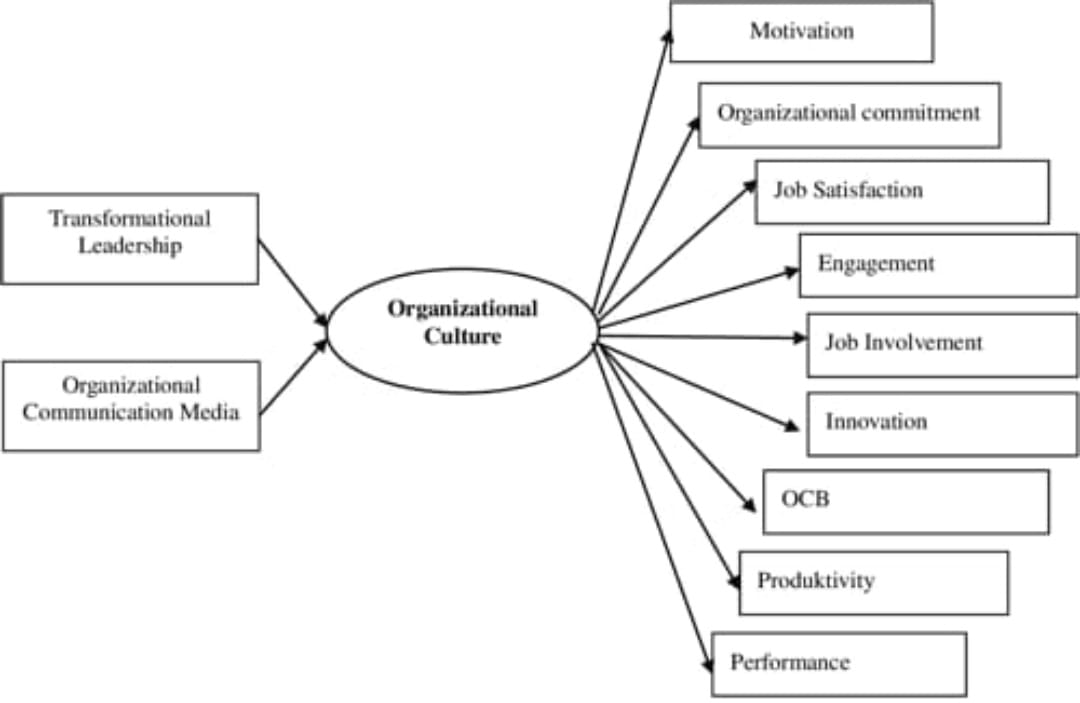 Motivation
Organizational commitment
Job Satisfaction
Transformational
Leadership
Engagement
Organizational
Culture
Job Involvement
Organizational
Communication Media
Innovation
OCB
Produktivity
Performance